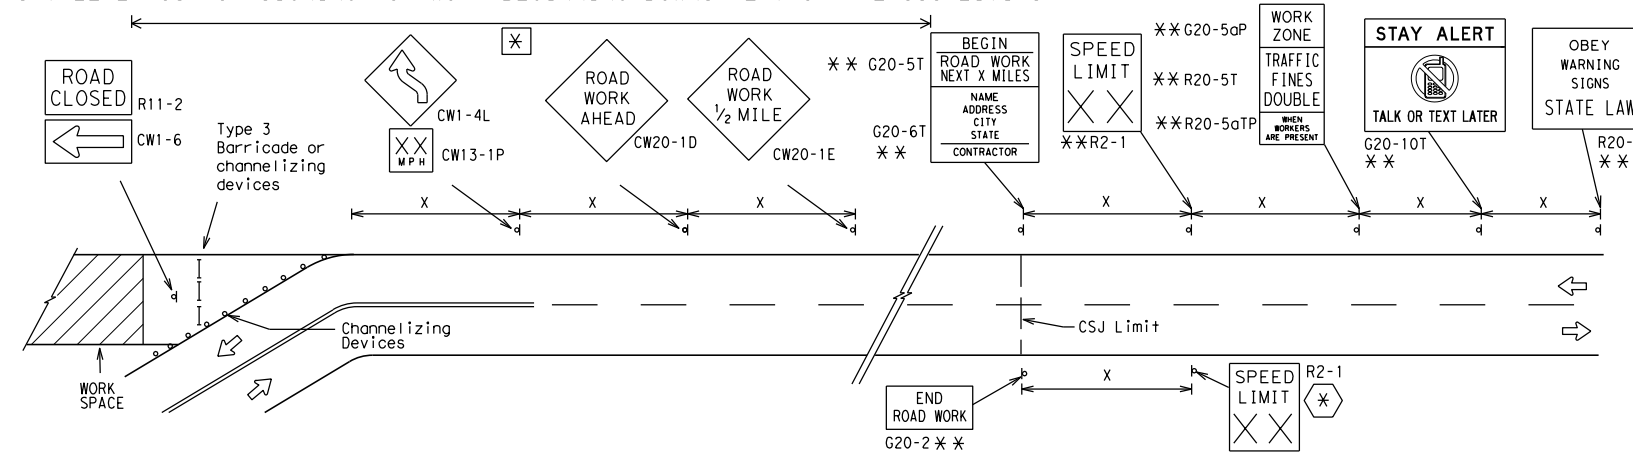 ROAD
CLOSED
R11-2
CW1-6
Type 3
Barricade or
channelizing
devices
CW1-4L
XX
MPH
CW13-1P
*
ROAD
WORK
AHEAD
CW20-1D
ROAD
WORK
1/2 MILE
CW20-1E
** G20-5T
G20-6T
**
BEGIN
ROAD WORK
NEXT X MILES
NAME
ADDRESS
CITY
STATE
CONTRACTOR
SPEED
LIMIT
XX
**R2-1
**G20-5aP
**R20-5T
**R20-5aTP
WORK
ZONE
TRAFFIC
FINES
DOUBLE
WHEN
WORKERS
ARE PRESENT
STAY ALERT
TALK OR TEXT LATER
G20-10T
**
OBEY
WARNING
SIGNS
STATE LAW
R20-
**
X X X X X X X
Channelizing
Devices
CSJ Limit
WORK
SPACE
END
ROAD WORK
G20-2 **
X
SPEED
LIMIT
XX
R2-1
*